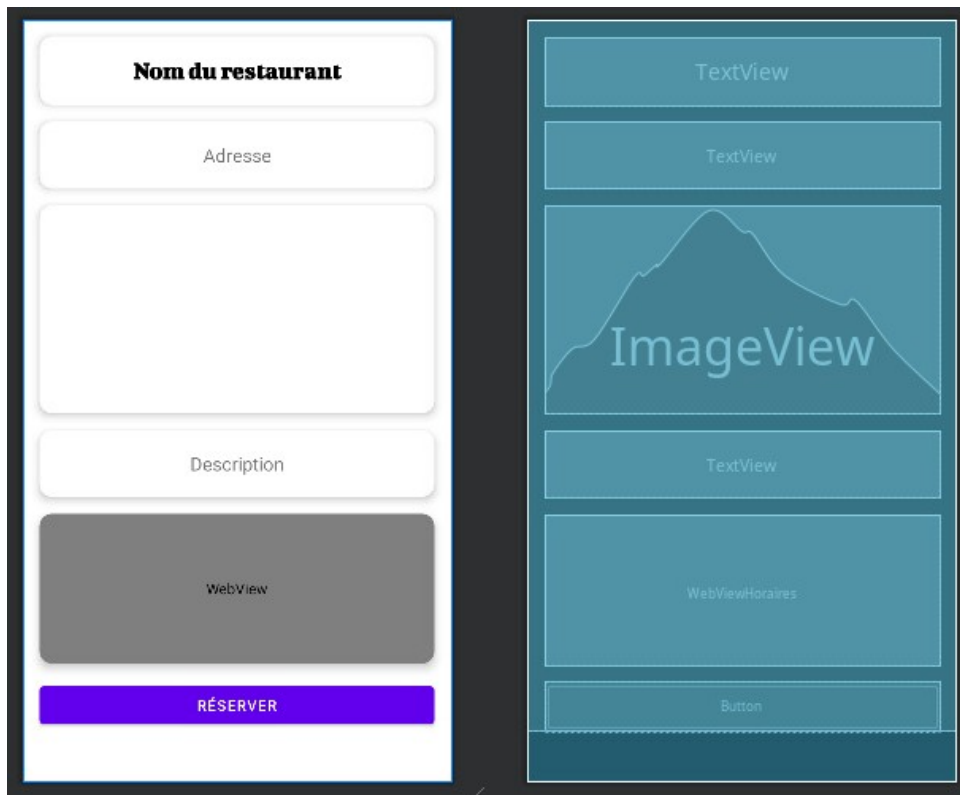 Nom du restaurant
Adresse
Description
WebView
RÉSERVER
TextView
TextView
ImageView
TextView
WebViewHoraires
Button